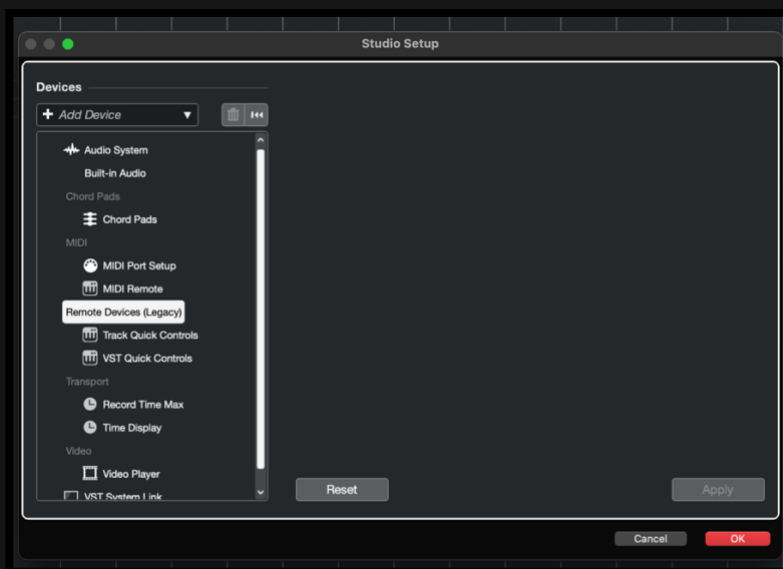 Studio Setup
Devices
Add Device
Audio System
Built-in Audio
Chord Pads
Chord Pads
MIDI
MIDI Port Setup
MIDI Remote
Remote Devices (Legacy)
Track Quick Controls
VST Quick Controls
Transport
Record Time Max
Time Display
Video
Video Player
VST System Link
Reset
Apply
Cancel
OK